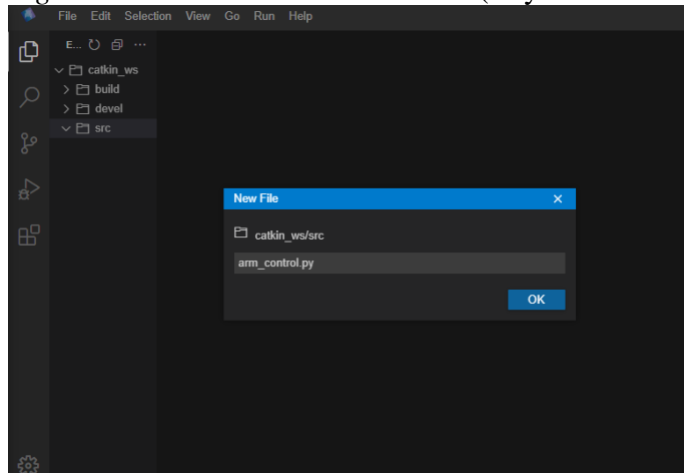 File Edit Selection View Go Run Help
E...
catkin_ws
build
devel
src
New File
catkin_ws/src
arm_control.py
OK